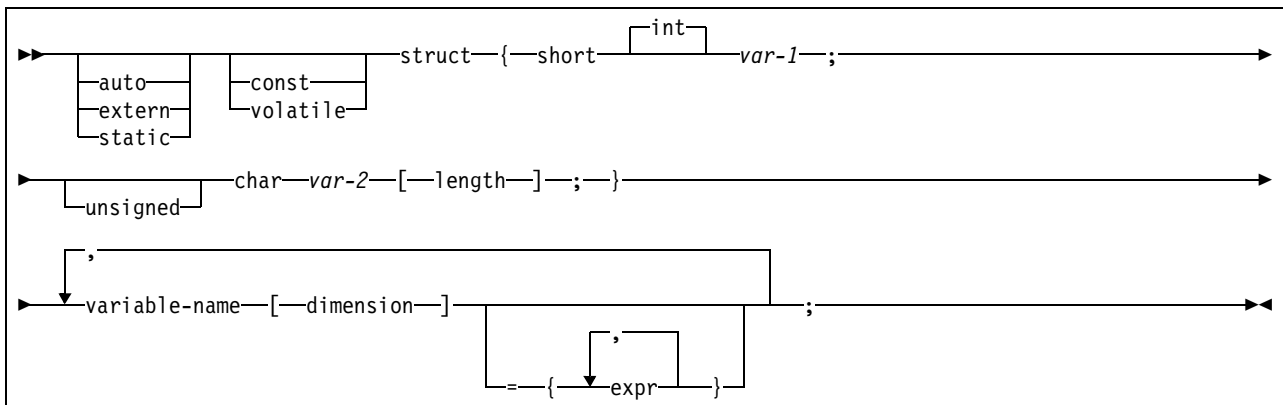 int
struct { short var-1 ;
auto const
extern volatile
static
char var-2 [ length ] ; }
unsigned
,
variable-name [ dimension ] ;
,
= { expr }